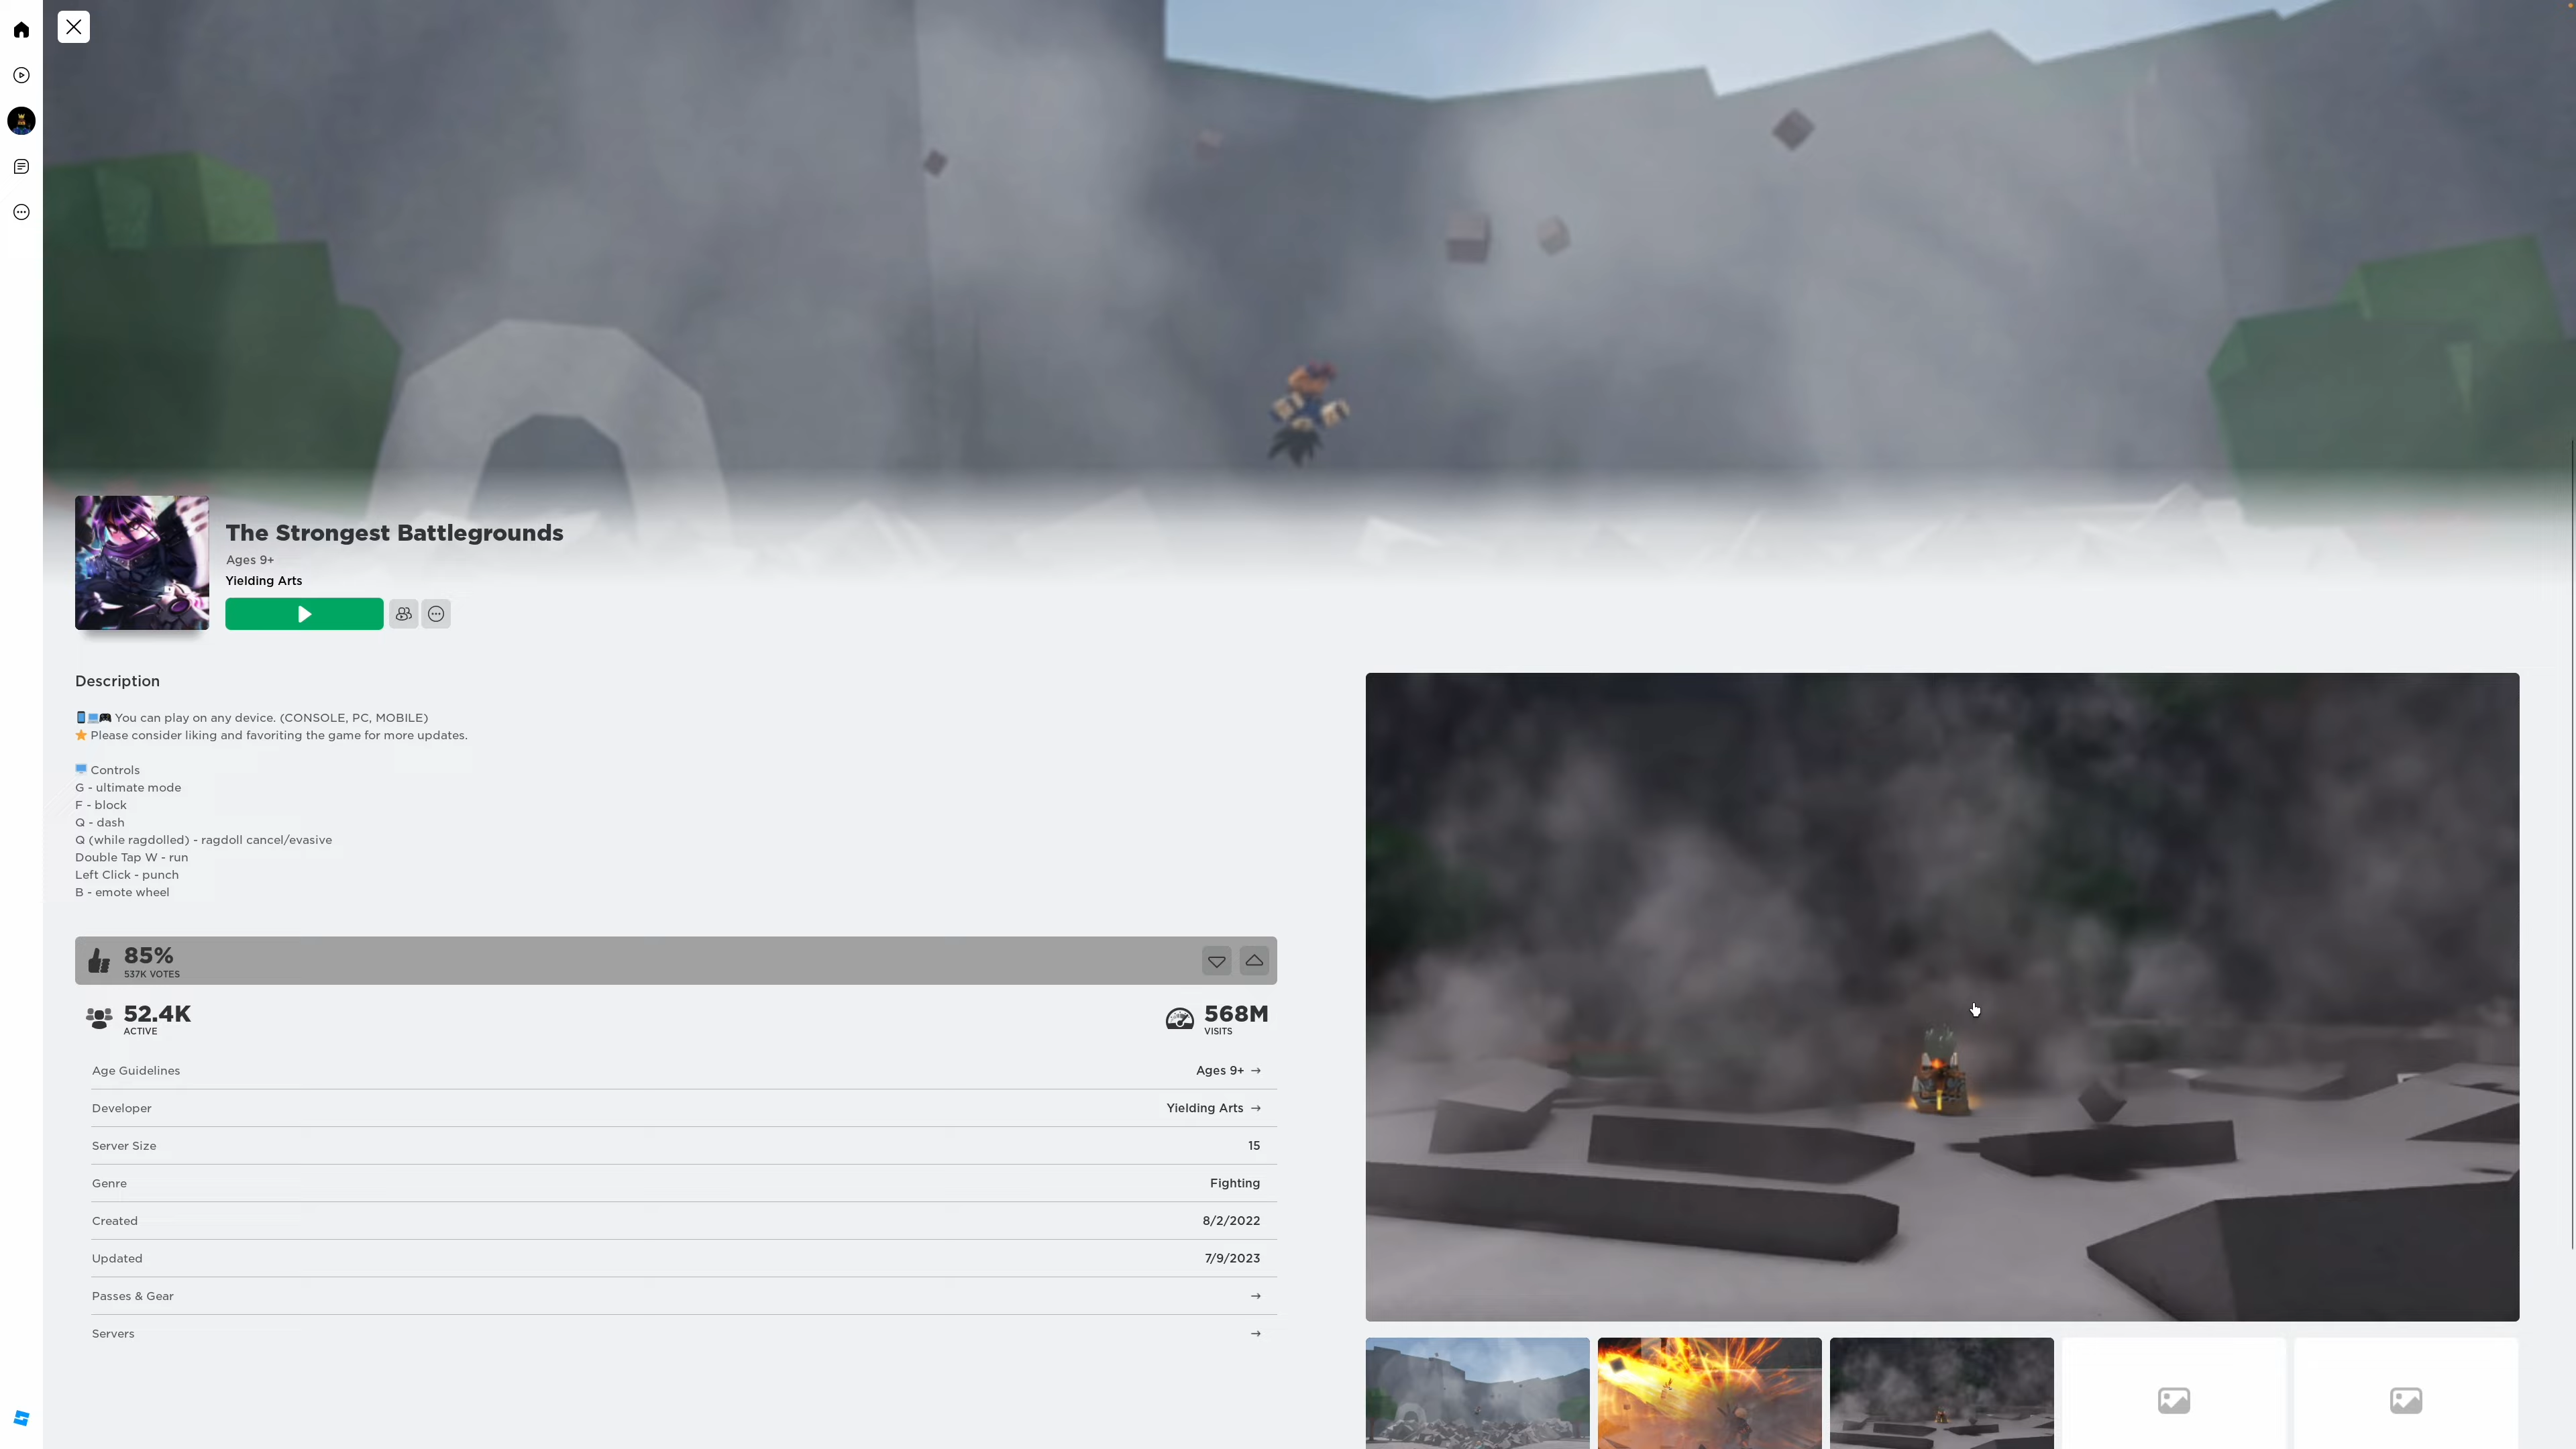 The Strongest Battlegrounds
Ages 9+
Yielding Arts
Description
You can play on any device. (CONSOLE, PC, MOBILE)
Please consider liking and favoriting the game for more updates.
Controls
G - ultimate mode
F - block
Q - dash
Q (while ragdolled) - ragdoll cancel/evasive
Double Tap W - run
Left Click - punch
B - emote wheel
85%
537K VOTES
52.4K
ACTIVE
568M
VISITS
Age Guidelines Ages 9+ →
Developer Yielding Arts →
Server Size 15
Genre Fighting
Created 8/2/2022
Updated 7/9/2023
Passes & Gear →
Servers →